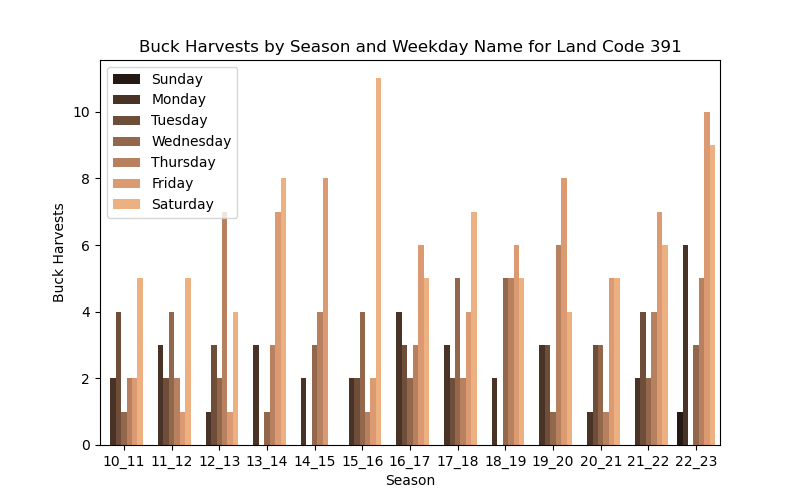 Buck Harvests by Season and Weekday Name for Land Code 391
Sunday
Monday
Tuesday
Wednesday
Thursday
Friday
Saturday
Buck Harvests
10
8
6
4
2
0
10_11 11_12 12_13 13_14 14_15 15_16 16_17 17_18 18_19 19_20 20_21 21_22 22_23
Season